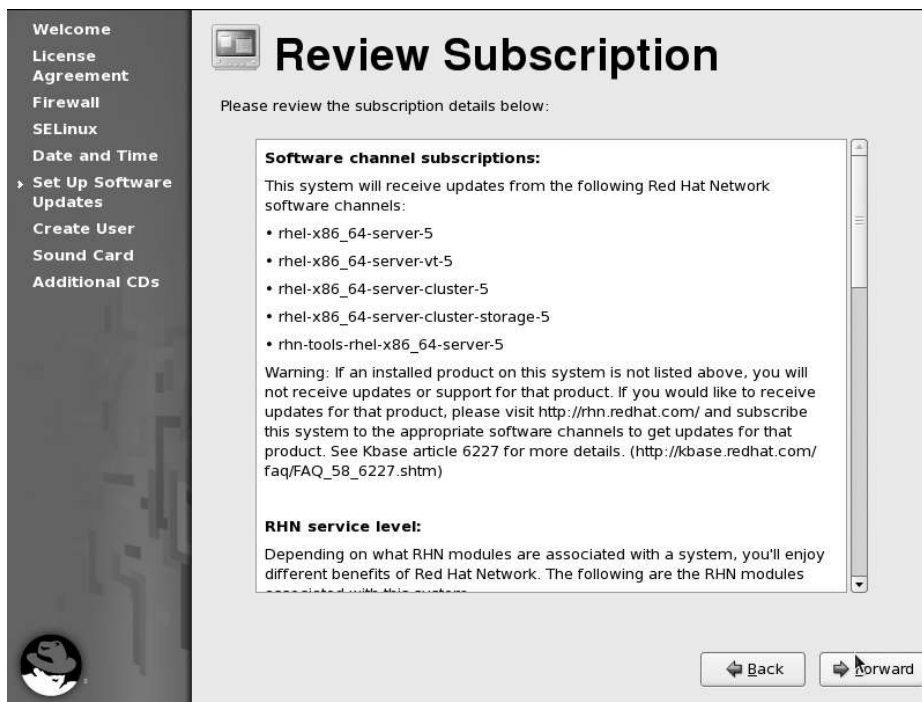 Welcome
License
Agreement
Firewall
SELinux
Date and Time
Set Up Software
Updates
Create User
Sound Card
Additional CDs
Review Subscription
Please review the subscription details below:
Software channel subscriptions:
This system will receive updates from the following Red Hat Network
software channels:
• rhel-x86_64-server-5
• rhel-x86_64-server-vt-5
• rhel-x86_64-server-cluster-5
• rhel-x86_64-server-cluster-storage-5
• rhn-tools-rhel-x86_64-server-5
Warning: If an installed product on this system is not listed above, you will
not receive updates or support for that product. If you would like to receive
updates for that product, please visit http://rhn.redhat.com/ and subscribe
this system to the appropriate software channels to get updates for that
product. See Kbase article 6227 for more details. (http://kbase.redhat.com/
faq/FAQ_58_6227.shtm)
RHN service level:
Depending on what RHN modules are associated with a system, you'll enjoy
different benefits of Red Hat Network. The following are the RHN modules
associated with this system
Back
Forward